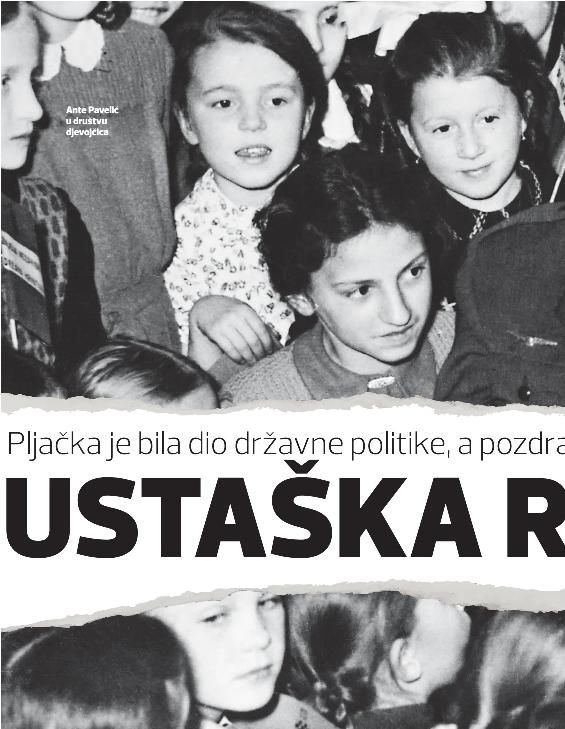 Ante Pavelić
u društvu
djevojčica
Pljačka je bila dio državne politike, a pozdra
USTAŠKA R